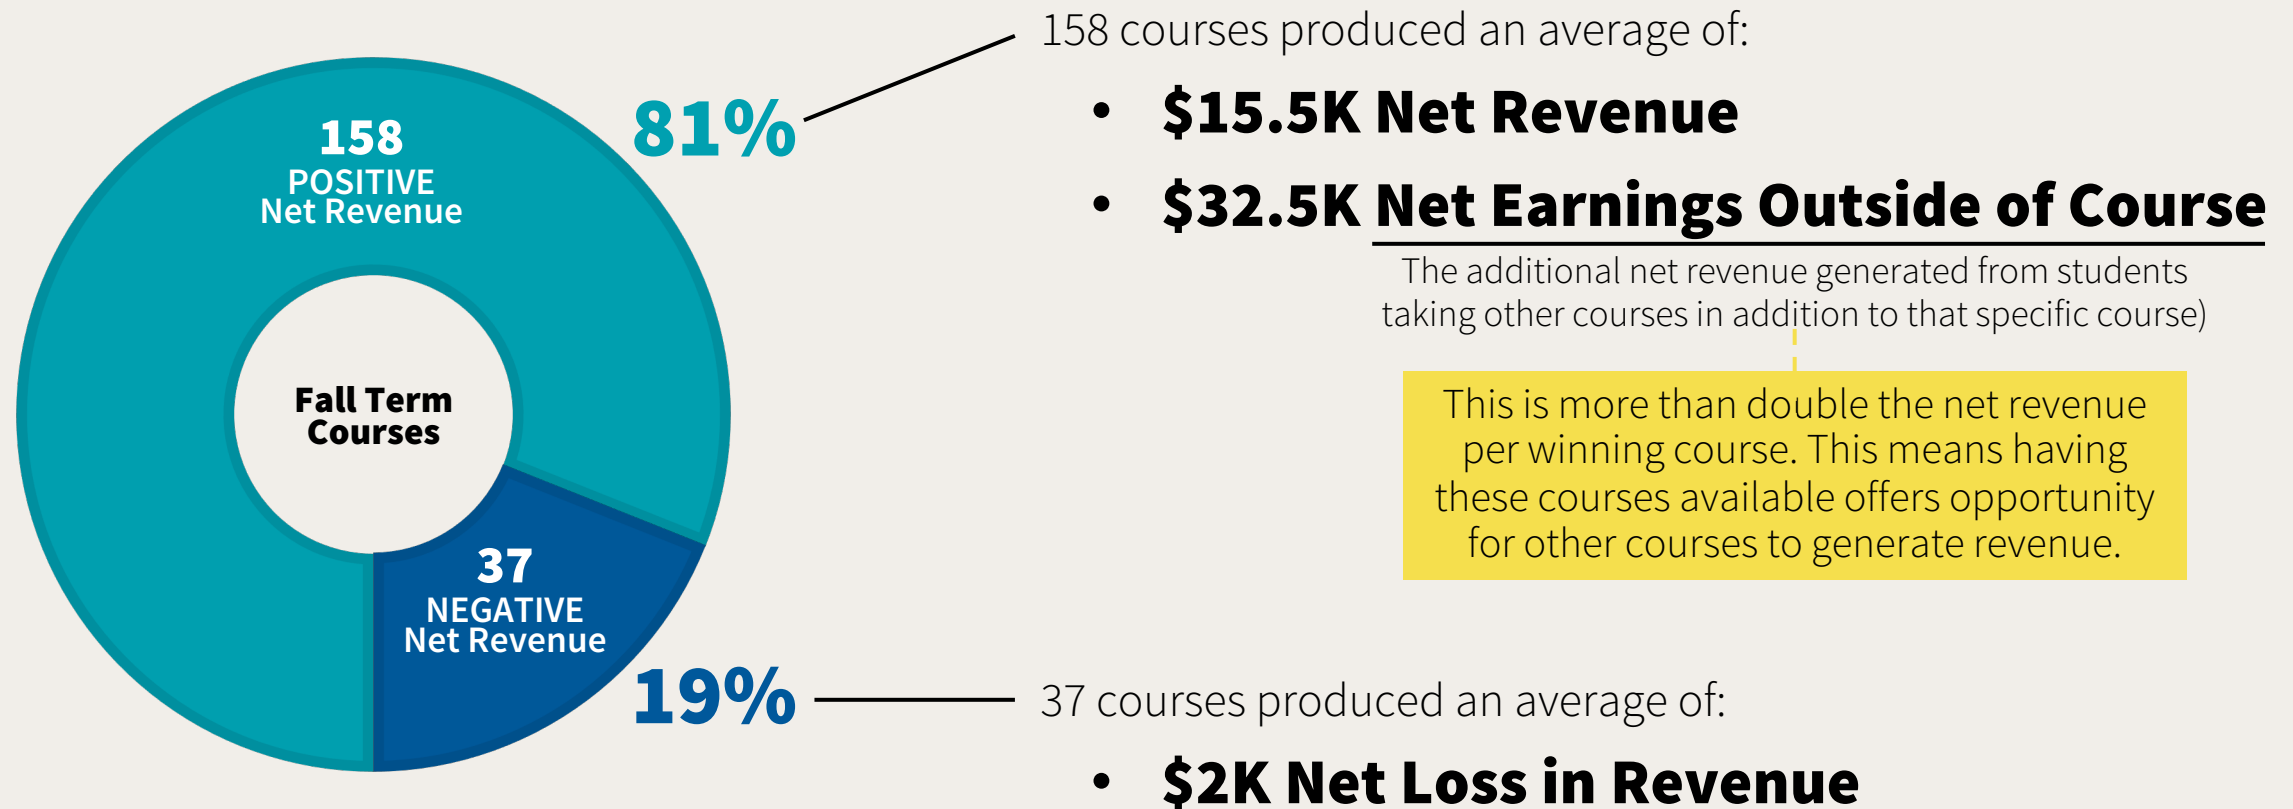 158 courses produced an average of:
• $15.5K Net Revenue
• $32.5K Net Earnings Outside of Course
The additional net revenue generated from students
taking other courses in addition to that specific course)
This is more than double the net revenue
per winning course. This means having
these courses available offers opportunity
for other courses to generate revenue.
81%
158
POSITIVE
Net Revenue
Fall Term
Courses
37
NEGATIVE
Net Revenue
19%
37 courses produced an average of:
• $2K Net Loss in Revenue